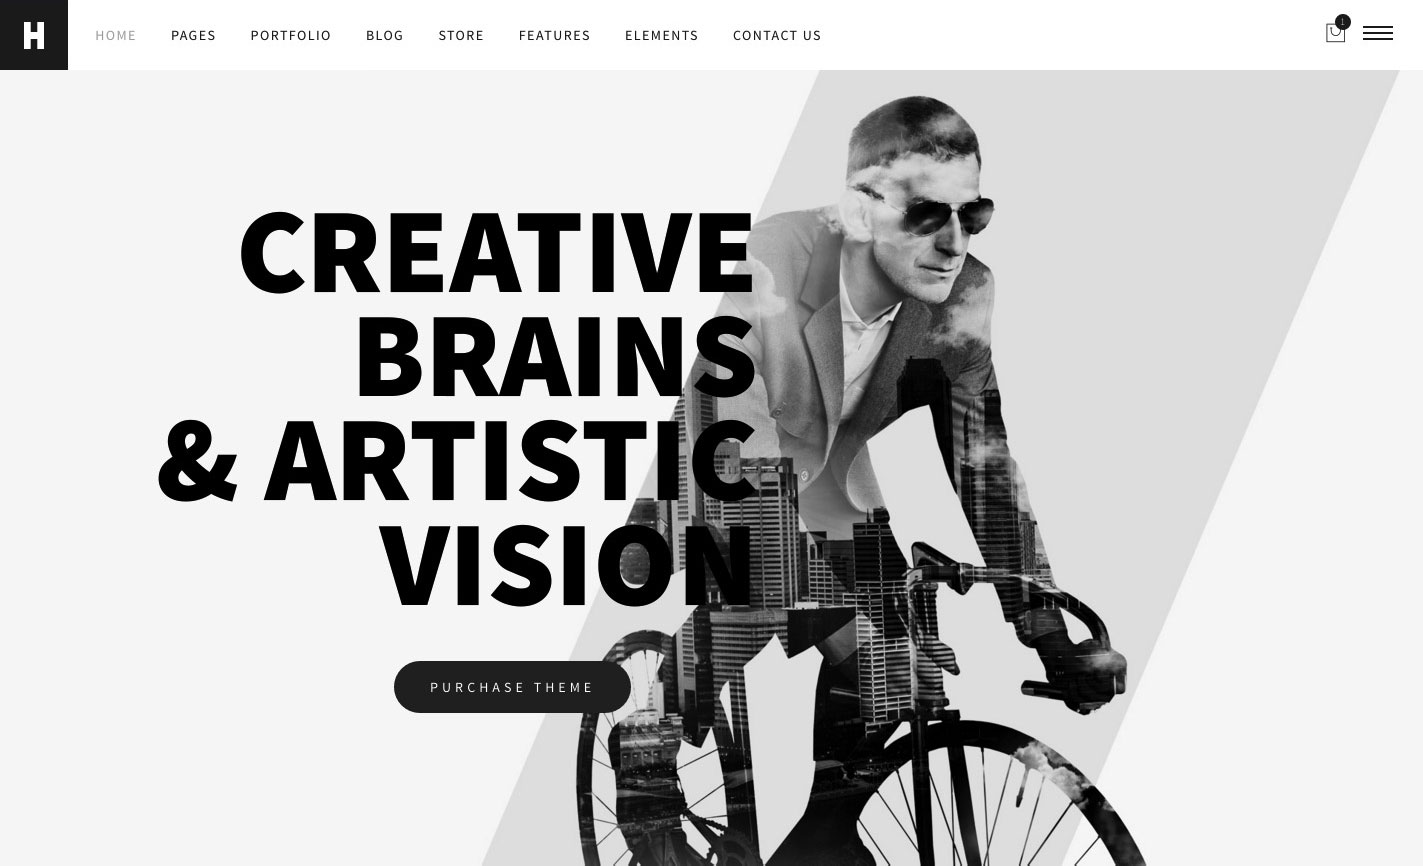 H HOME PAGES PORTFOLIO BLOG STORE FEATURES ELEMENTS CONTACT US 1
CREATIVE
BRAINS
& ARTISTIC
VISION
PURCHASE THEME